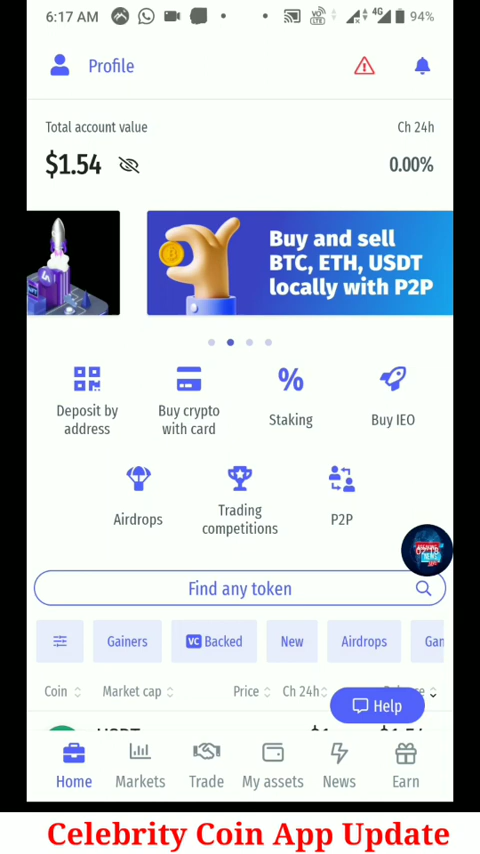 6:17 AM
4G
94%
Profile
Total account value
Ch 24h
$1.54
0.00%
Buy and sell
BTC, ETH, USDT
locally with P2P
Deposit by
address
Buy crypto
with card
Staking
Buy IEO
Airdrops
Trading
competitions
P2P
Find any token
Gainers
VC Backed
New
Airdrops
Coin
Market cap
Price
Ch 24h
Help
Home
Markets
Trade
My assets
News
Earn
Celebrity Coin App Update